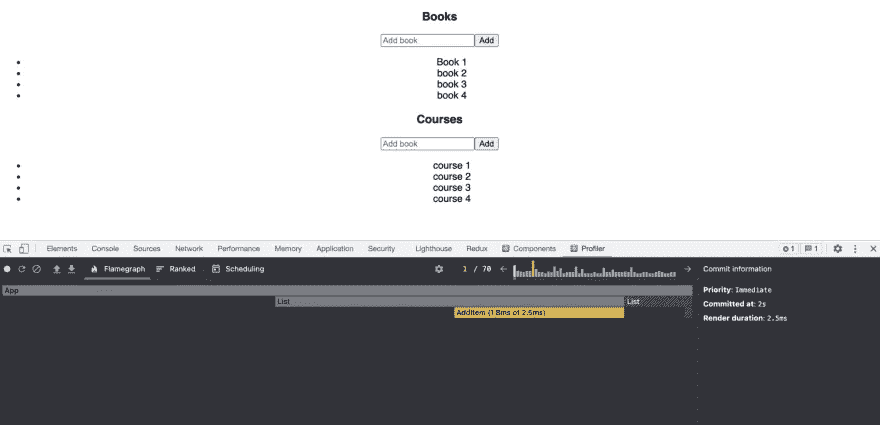 Books
Add book Add
Book 1
book 2
book 3
book 4
Courses
Add book Add
course 1
course 2
course 3
course 4
Elements Console Sources Network Performance Memory Application Security Lighthouse Redux Components Profiler 1 1
Flamegraph Ranked Scheduling 1 / 70 Commit information
App
List List
AddItem (1.8ms of 2.5ms)
Priority: Immediate
Committed at: 2s
Render duration: 2.5ms